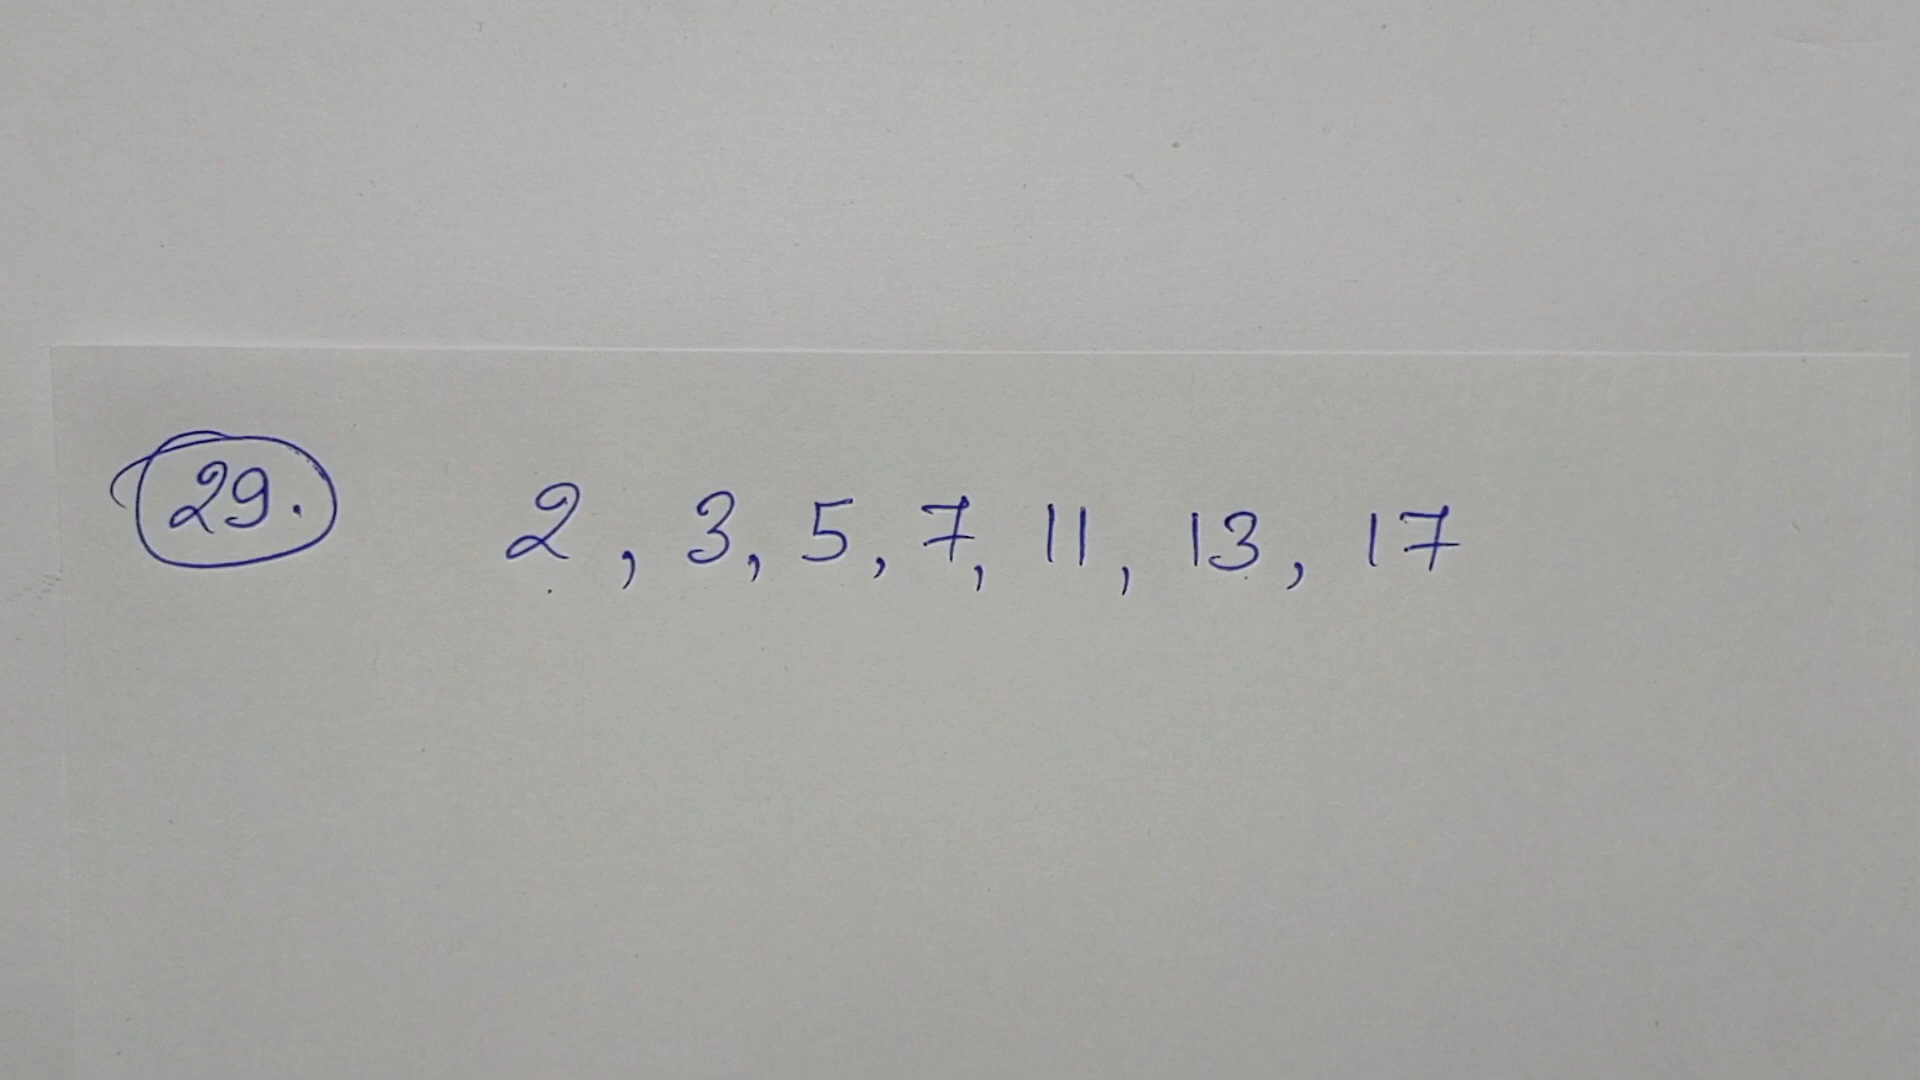 29. 2, 3, 5, 7, 11, 13, 17